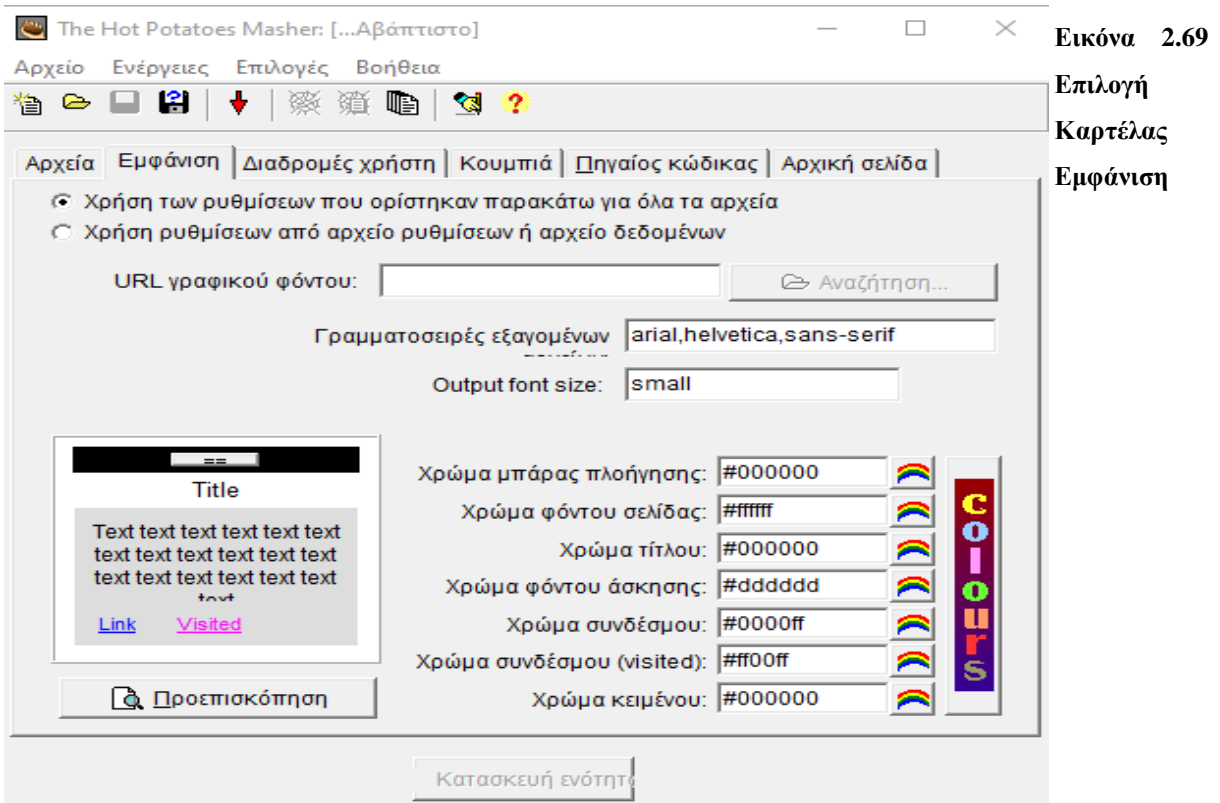 The Hot Potatoes Masher: [...Αβάπτιστο]
Αρχείο Ενέργειες Επιλογές Βοήθεια
Αρχεία Εμφάνιση Διαδρομές χρήστη Κουμπιά Πηγαίος κώδικας Αρχική σελίδα
Χρήση των ρυθμίσεων που ορίστηκαν παρακάτω για όλα τα αρχεία
Χρήση ρυθμίσεων από αρχείο ρυθμίσεων ή αρχείο δεδομένων
URL γραφικού φόντου: Αναζήτηση...
Γραμματοσειρές εξαγομένων arial,helvetica,sans-serif
Output font size: small
==
Title
Text text text text text text
text text text text text text
text text text text text text
text
Link Visited
Προεπισκόπηση
Χρώμα μπάρας πλοήγησης: #000000
Χρώμα φόντου σελίδας: #ffffff
Χρώμα τίτλου: #000000
Χρώμα φόντου άσκησης: #dddddd
Χρώμα συνδέσμου: #0000ff
Χρώμα συνδέσμου (visited): #ff00ff
Χρώμα κειμένου: #000000
colours
Κατασκευή ενότητ
Εικόνα 2.69
Επιλογή
Καρτέλας
Εμφάνιση